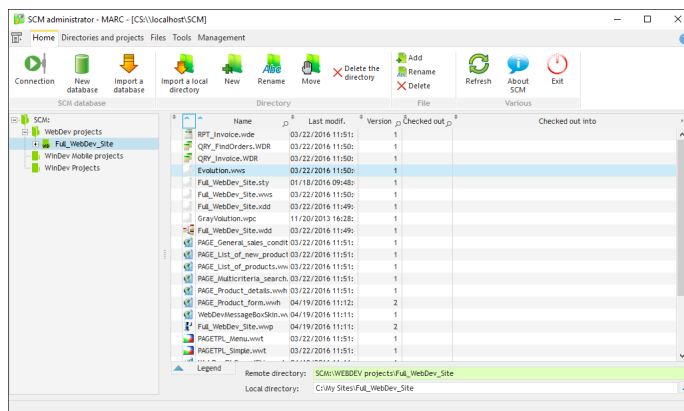 SCM administrator - MARC - [CS:\\localhost\SCM]
Home Directories and projects Files Tools Management
Connection New database Import a database
SCM database
Import a local directory New Rename Move Delete the directory
Abc
Directory
Add
Rename
Delete
File
Refresh About SCM Exit
Various
SCM:
WebDev projects
Full_WebDev_Site
WinDev Mobile projects
WinDev Projects
Name Last modif. Version Checked out Checked out into
RPT_Invoice.wde 03/22/2016 11:51: 1
QRY_FindOrders.WDR 03/22/2016 11:50: 1
QRY_Invoice.WDR 03/22/2016 11:50: 1
Evolution.wws 03/22/2016 11:50: 1
Full_WebDev_Site.sty 01/18/2016 09:48: 1
Full_WebDev_Site.wws 03/22/2016 11:50: 1
Full_WebDev_Site.xdd 03/22/2016 11:49: 1
GrayVolution.wpc 11/20/2013 16:28: 1
Full_WebDev_Site.wdd 03/22/2016 11:49: 1
PAGE_General_sales_condit 03/22/2016 11:51: 1
PAGE_List_of_new_product 03/22/2016 11:51: 1
PAGE_List_of_products.ww 03/22/2016 11:51: 1
PAGE_Multicriteria_search. 03/22/2016 11:51: 1
PAGE_Product_details.wwh 03/22/2016 11:51: 1
PAGE_Product_form.wwh 04/19/2016 11:12: 2
WebDevMessageBoxSkin.ww 04/19/2016 11:11: 1
Full_WebDev_Site.wwp 04/19/2016 11:11: 2
PAGETPL_Menu.wwt 03/22/2016 11:51: 1
PAGETPL_Simple.wwt 03/22/2016 11:51: 1
Legend
Remote directory: SCM:\WEBDEV projects\Full_WebDev_Site
Local directory: C:\My Sites\Full_WebDev_Site